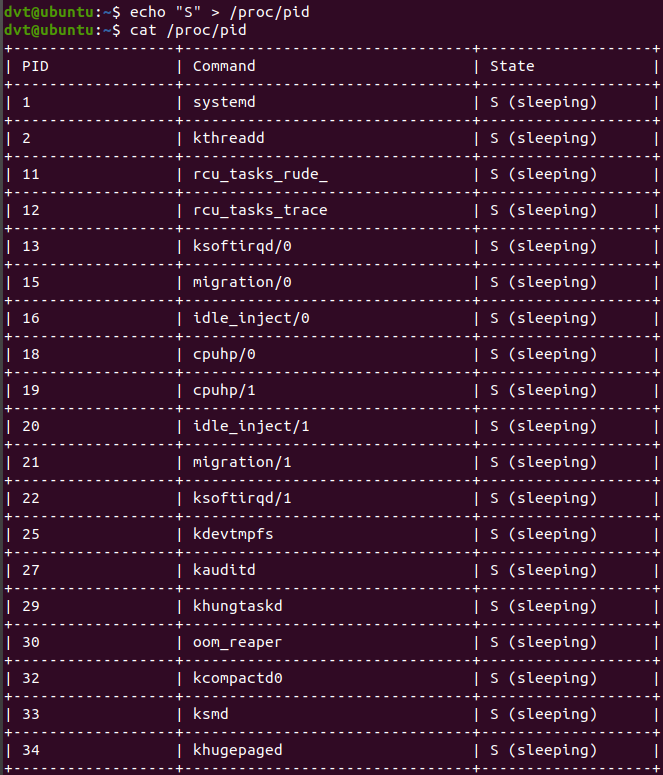 dvt@ubuntu:~$ echo "S" > /proc/pid
dvt@ubuntu:~$ cat /proc/pid
+------------------+--------------------------------+-------------------+
| PID              | Command                        | State             |
+------------------+--------------------------------+-------------------+
| 1                | systemd                        | S (sleeping)      |
+------------------+--------------------------------+-------------------+
| 2                | kthreadd                       | S (sleeping)      |
+------------------+--------------------------------+-------------------+
| 11               | rcu_tasks_rude_                | S (sleeping)      |
+------------------+--------------------------------+-------------------+
| 12               | rcu_tasks_trace                | S (sleeping)      |
+------------------+--------------------------------+-------------------+
| 13               | ksoftirqd/0                    | S (sleeping)      |
+------------------+--------------------------------+-------------------+
| 15               | migration/0                    | S (sleeping)      |
+------------------+--------------------------------+-------------------+
| 16               | idle_inject/0                  | S (sleeping)      |
+------------------+--------------------------------+-------------------+
| 18               | cpuhp/0                        | S (sleeping)      |
+------------------+--------------------------------+-------------------+
| 19               | cpuhp/1                        | S (sleeping)      |
+------------------+--------------------------------+-------------------+
| 20               | idle_inject/1                  | S (sleeping)      |
+------------------+--------------------------------+-------------------+
| 21               | migration/1                    | S (sleeping)      |
+------------------+--------------------------------+-------------------+
| 22               | ksoftirqd/1                    | S (sleeping)      |
+------------------+--------------------------------+-------------------+
| 25               | kdevtmpfs                      | S (sleeping)      |
+------------------+--------------------------------+-------------------+
| 27               | kauditd                        | S (sleeping)      |
+------------------+--------------------------------+-------------------+
| 29               | khungtaskd                     | S (sleeping)      |
+------------------+--------------------------------+-------------------+
| 30               | oom_reaper                     | S (sleeping)      |
+------------------+--------------------------------+-------------------+
| 32               | kcompactd0                     | S (sleeping)      |
+------------------+--------------------------------+-------------------+
| 33               | ksmd                           | S (sleeping)      |
+------------------+--------------------------------+-------------------+
| 34               | khugepaged                     | S (sleeping)      |
+------------------+--------------------------------+-------------------+